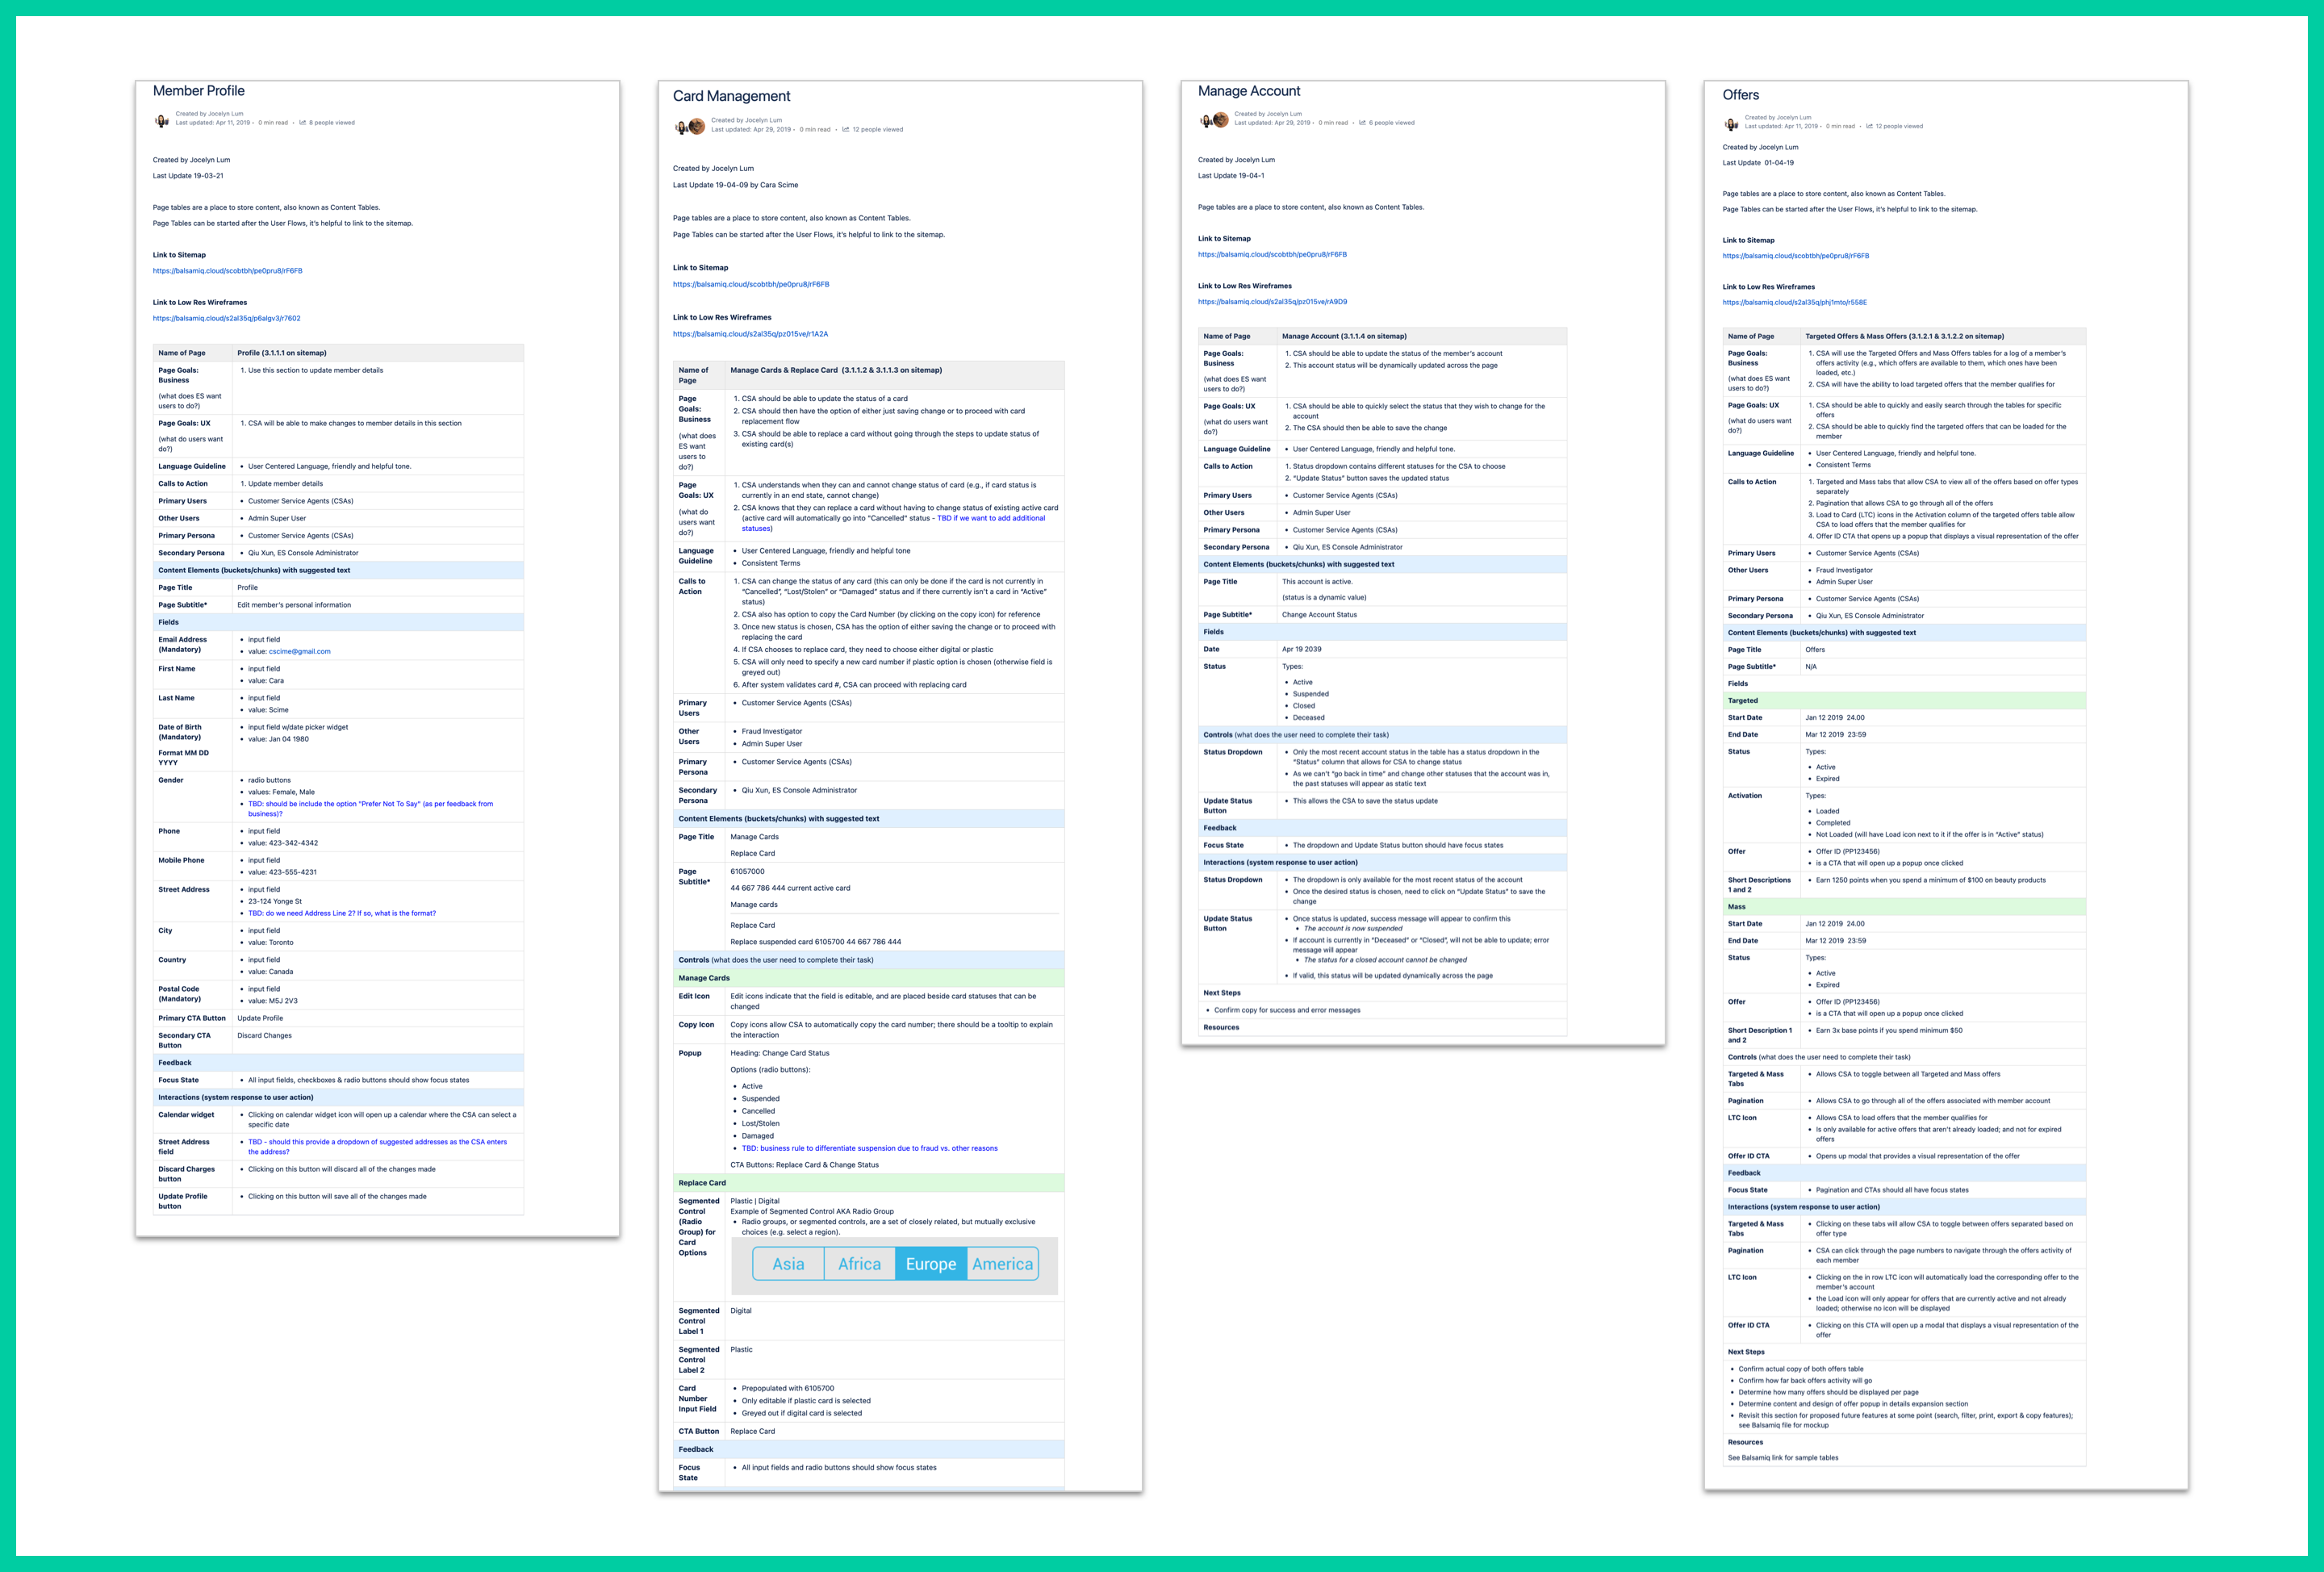 Member Profile
Created by Jocelyn Lum
Last updated: Apr 11, 2019 • 0 min read • 8 people viewed
Created by Jocelyn Lum
Last Update 19-03-21
Page tables are a place to store content, also known as Content Tables.
Page Tables can be started after the User Flows, it's helpful to link to the sitemap.
Link to Sitemap
https://balsamiq.cloud/scobtbh/pe0pru8/rF6FB
Link to Low Res Wireframes
https://balsamiq.cloud/s2al35q/p6algv3/r7602
Name of Page Profile (3.1.1.1 on sitemap)
Page Goals: 1. Use this section to update member details
Business
(what does ES want
users to do?)
Page Goals: UX 1. CSA will be able to make changes to member details in this section
(what do users want
do?)
Language Guideline • User Centered Language, friendly and helpful tone.
Calls to Action 1. Update member details
Primary Users • Customer Service Agents (CSAs)
Other Users • Admin Super User
Primary Persona • Customer Service Agents (CSAs)
Secondary Persona • Qiu Xun, ES Console Administrator
Content Elements (buckets/chunks) with suggested text
Page Title Profile
Page Subtitle* Edit member's personal information
Fields
Email Address • input field
(Mandatory) • value: cscime@gmail.com
First Name • input field
• value: Cara
Last Name • input field
• value: Scime
Date of Birth • input field w/date picker widget
(Mandatory) • value: Jan 04 1980
Format MM DD
YYYY
Gender • radio buttons
• values: Female, Male
• TBD: should be include the option "Prefer Not To Say" (as per feedback from
business)?
Phone • input field
• value: 423-342-4342
Mobile Phone • input field
• value: 423-555-4231
Street Address • input field
• 23-124 Yonge St
• TBD: do we need Address Line 2? If so, what is the format?
City • input field
• value: Toronto
Country • input field
• value: Canada
Postal Code • input field
(Mandatory) • value: M5J 2V3
Primary CTA Button Update Profile
Secondary CTA Discard Changes
Button
Feedback
Focus State • All input fields, checkboxes & radio buttons should show focus states
Interactions (system response to user action)
Calendar widget • Clicking on calendar widget icon will open up a calendar where the CSA can select a
specific date
Street Address • TBD - should this provide a dropdown of suggested addresses as the CSA enters
field the address?
Discard Charges • Clicking on this button will discard all of the changes made
button
Update Profile • Clicking on this button will save all of the changes made
button
Card Management
Created by Jocelyn Lum
Last updated: Apr 29, 2019 • 0 min read • 12 people viewed
Created by Jocelyn Lum
Last Update 19-04-09 by Cara Scime
Page tables are a place to store content, also known as Content Tables.
Page Tables can be started after the User Flows, it's helpful to link to the sitemap.
Link to Sitemap
https://balsamiq.cloud/scobtbh/pe0pru8/rF6FB
Link to Low Res Wireframes
https://balsamiq.cloud/s2al35q/pz015ve/r1A2A
Name of Manage Cards & Replace Card (3.1.1.2 & 3.1.1.3 on sitemap)
Page
Page 1. CSA should be able to update the status of a card
Goals: 2. CSA should then have the option of either just saving change or to proceed with card
Business replacement flow
(what does 3. CSA should be able to replace a card without going through the steps to update status of
ES want existing card(s)
users to
do?)
Page 1. CSA understands when they can and cannot change status of card (e.g., if card status is
Goals: UX currently in an end state, cannot change)
(what do 2. CSA knows that they can replace a card without having to change status of existing active card
users want (active card will automatically go into "Cancelled" status - TBD if we want to add additional
do?) statuses)
Language • User Centered Language, friendly and helpful tone
Guideline • Consistent Terms
Calls to 1. CSA can change the status of any card (this can only be done if the card is not currently in
Action "Cancelled", "Lost/Stolen" or "Damaged" status and if there currently isn't a card in "Active"
status)
2. CSA also has option to copy the Card Number (by clicking on the copy icon) for reference
3. Once new status is chosen, CSA has the option of either saving the change or to proceed with
replacing the card
4. If CSA chooses to replace card, they need to choose either digital or plastic
5. CSA will only need to specify a new card number if plastic option is chosen (otherwise field is
greyed out)
6. After system validates card #, CSA can proceed with replacing card
Primary • Customer Service Agents (CSAs)
Users
Other • Fraud Investigator
Users • Admin Super User
Primary • Customer Service Agents (CSAs)
Persona
Secondary • Qiu Xun, ES Console Administrator
Persona
Content Elements (buckets/chunks) with suggested text
Page Title Manage Cards
Replace Card
Page 61057000
Subtitle* 44 667 786 444 current active card
Manage cards
Replace Card
Replace suspended card 6105700 44 667 786 444
Controls (what does the user need to complete their task)
Manage Cards
Edit Icon Edit icons indicate that the field is editable, and are placed beside card statuses that can be
changed
Copy Icon Copy icons allow CSA to automatically copy the card number; there should be a tooltip to explain
the interaction
Popup Heading: Change Card Status
Options (radio buttons):
• Active
• Suspended
• Cancelled
• Lost/Stolen
• Damaged
• TBD: business rule to differentiate suspension due to fraud vs. other reasons
CTA Buttons: Replace Card & Change Status
Replace Card
Segmented Plastic | Digital
Control Example of Segmented Control AKA Radio Group
(Radio • Radio groups, or segmented controls, are a set of closely related, but mutually exclusive
Group) for choices (e.g. select a region).
Card
Options
Asia Africa Europe America
Segmented Digital
Control
Label 1
Segmented Plastic
Control
Label 2
Card • Prepopulated with 6105700
Number • Only editable if plastic card is selected
Input Field • Greyed out if digital card is selected
CTA Button Replace Card
Feedback
Focus • All input fields and radio buttons should show focus states
State
Manage Account
Created by Jocelyn Lum
Last updated: Apr 29, 2019 • 0 min read • 6 people viewed
Created by Jocelyn Lum
Last Update 19-04-1
Page tables are a place to store content, also known as Content Tables.
Link to Sitemap
https://balsamiq.cloud/scobtbh/pe0pru8/rF6FB
Link to Low Res Wireframes
https://balsamiq.cloud/s2al35q/pz015ve/rA9D9
Name of Page Manage Account (3.1.1.4 on sitemap)
Page Goals: 1. CSA should be able to update the status of the member's account
Business 2. This account status will be dynamically updated across the page
(what does ES want
users to do?)
Page Goals: UX 1. CSA should be able to quickly select the status that they wish to change for the
account
(what do users want 2. The CSA should then be able to save the change
do?)
Language Guideline • User Centered Language, friendly and helpful tone.
Calls to Action 1. Status dropdown contains different statuses for the CSA to choose
2. "Update Status" button saves the updated status
Primary Users • Customer Service Agents (CSAs)
Other Users • Admin Super User
Primary Persona • Customer Service Agents (CSAs)
Secondary Persona • Qiu Xun, ES Console Administrator
Content Elements (buckets/chunks) with suggested text
Page Title This account is active.
(status is a dynamic value)
Page Subtitle* Change Account Status
Fields
Date Apr 19 2039
Status Types:
• Active
• Suspended
• Closed
• Deceased
Controls (what does the user need to complete their task)
Status Dropdown • Only the most recent account status in the table has a status dropdown in the
"Status" column that allows for CSA to change status
• As we can't "go back in time" and change other statuses that the account was in,
the past statuses will appear as static text
Update Status • This allows the CSA to save the status update
Button
Feedback
Focus State • The dropdown and Update Status button should have focus states
Interactions (system response to user action)
Status Dropdown • The dropdown is only available for the most recent status of the account
• Once the desired status is chosen, need to click on "Update Status" to save the
change
Update Status • Once status is updated, success message will appear to confirm this
Button • The account is now suspended
• If account is currently in "Deceased" or "Closed", will not be able to update; error
message will appear
• The status for a closed account cannot be changed
• If valid, this status will be updated dynamically across the page
Next Steps
• Confirm copy for success and error messages
Resources
Offers
Created by Jocelyn Lum
Last updated: Apr 11, 2019 • 0 min read • 12 people viewed
Created by Jocelyn Lum
Last Update 01-04-19
Page tables are a place to store content, also known as Content Tables.
Page Tables can be started after the User Flows, it's helpful to link to the sitemap.
Link to Sitemap
https://balsamiq.cloud/scobtbh/pe0pru8/rF6FB
Link to Low Res Wireframes
https://balsamiq.cloud/s2al35q/phj1mto/r558E
Name of Page Targeted Offers & Mass Offers (3.1.2.1 & 3.1.2.2 on sitemap)
Page Goals: 1. CSA will use the Targeted Offers and Mass Offers tables for a log of a member's
Business offers activity (e.g., which offers are available to them, which ones have been
(what does ES want loaded, etc.)
users to do?) 2. CSA will have the ability to load targeted offers that the member qualifies for
Page Goals: UX 1. CSA should be able to quickly and easily search through the tables for specific
offers
(what do users want 2. CSA should be able to quickly find the targeted offers that can be loaded for the
do?) member
Language Guideline • User Centered Language, friendly and helpful tone.
• Consistent Terms
Calls to Action 1. Targeted and Mass tabs that allow CSA to view all of the offers based on offer types
separately
2. Pagination that allows CSA to go through all of the offers
3. Load to Card (LTC) icons in the Activation column of the targeted offers table allow
CSA to load offers that the member qualifies for
4. Offer ID CTA that opens up a popup that displays a visual representation of the offer
Primary Users • Customer Service Agents (CSAs)
Other Users • Fraud Investigator
• Admin Super User
Primary Persona • Customer Service Agents (CSAs)
Secondary Persona • Qiu Xun, ES Console Administrator
Content Elements (buckets/chunks) with suggested text
Page Title Offers
Page Subtitle* N/A
Fields
Targeted
Start Date Jan 12 2019 24.00
End Date Mar 12 2019 23:59
Status Types:
• Active
• Expired
Activation Types:
• Loaded
• Completed
• Not Loaded (will have Load icon next to it if the offer is in "Active" status)
Offer • Offer ID (PP123456)
• is a CTA that will open up a popup once clicked
Short Descriptions • Earn 1250 points when you spend a minimum of $100 on beauty products
1 and 2
Mass
Start Date Jan 12 2019 24.00
End Date Mar 12 2019 23:59
Status Types:
• Active
• Expired
Offer • Offer ID (PP123456)
• is a CTA that will open up a popup once clicked
Short Description 1 • Earn 3x base points if you spend minimum $50
and 2
Controls (what does the user need to complete their task)
Targeted & Mass • Allows CSA to toggle between all Targeted and Mass offers
Tabs
Pagination • Allows CSA to go through all of the offers associated with member account
LTC Icon • Allows CSA to load offers that the member qualifies for
• Is only available for active offers that aren't already loaded; and not for expired
offers
Offer ID CTA • Opens up modal that provides a visual representation of the offer
Feedback
Focus State • Pagination and CTAs should all have focus states
Interactions (system response to user action)
Targeted & Mass • Clicking on these tabs will allow CSA to toggle between offers separated based on
Tabs offer type
Pagination • CSA can click through the page numbers to navigate through the offers activity of
each member
LTC Icon • Clicking on the in row LTC icon will automatically load the corresponding offer to the
member's account
• the Load icon will only appear for offers that are currently active and not already
loaded; otherwise no icon will be displayed
Offer ID CTA • Clicking on this CTA will open up a modal that displays a visual representation of the
offer
Next Steps
• Confirm actual copy of both offers table
• Confirm how far back offers activity will go
• Determine how many offers should be displayed per page
• Determine content and design of offer popup in details expansion section
• Revisit this section for proposed future features at some point (search, filter, print, export & copy features);
see Balsamiq file for mockup
Resources
See Balsamiq link for sample tables